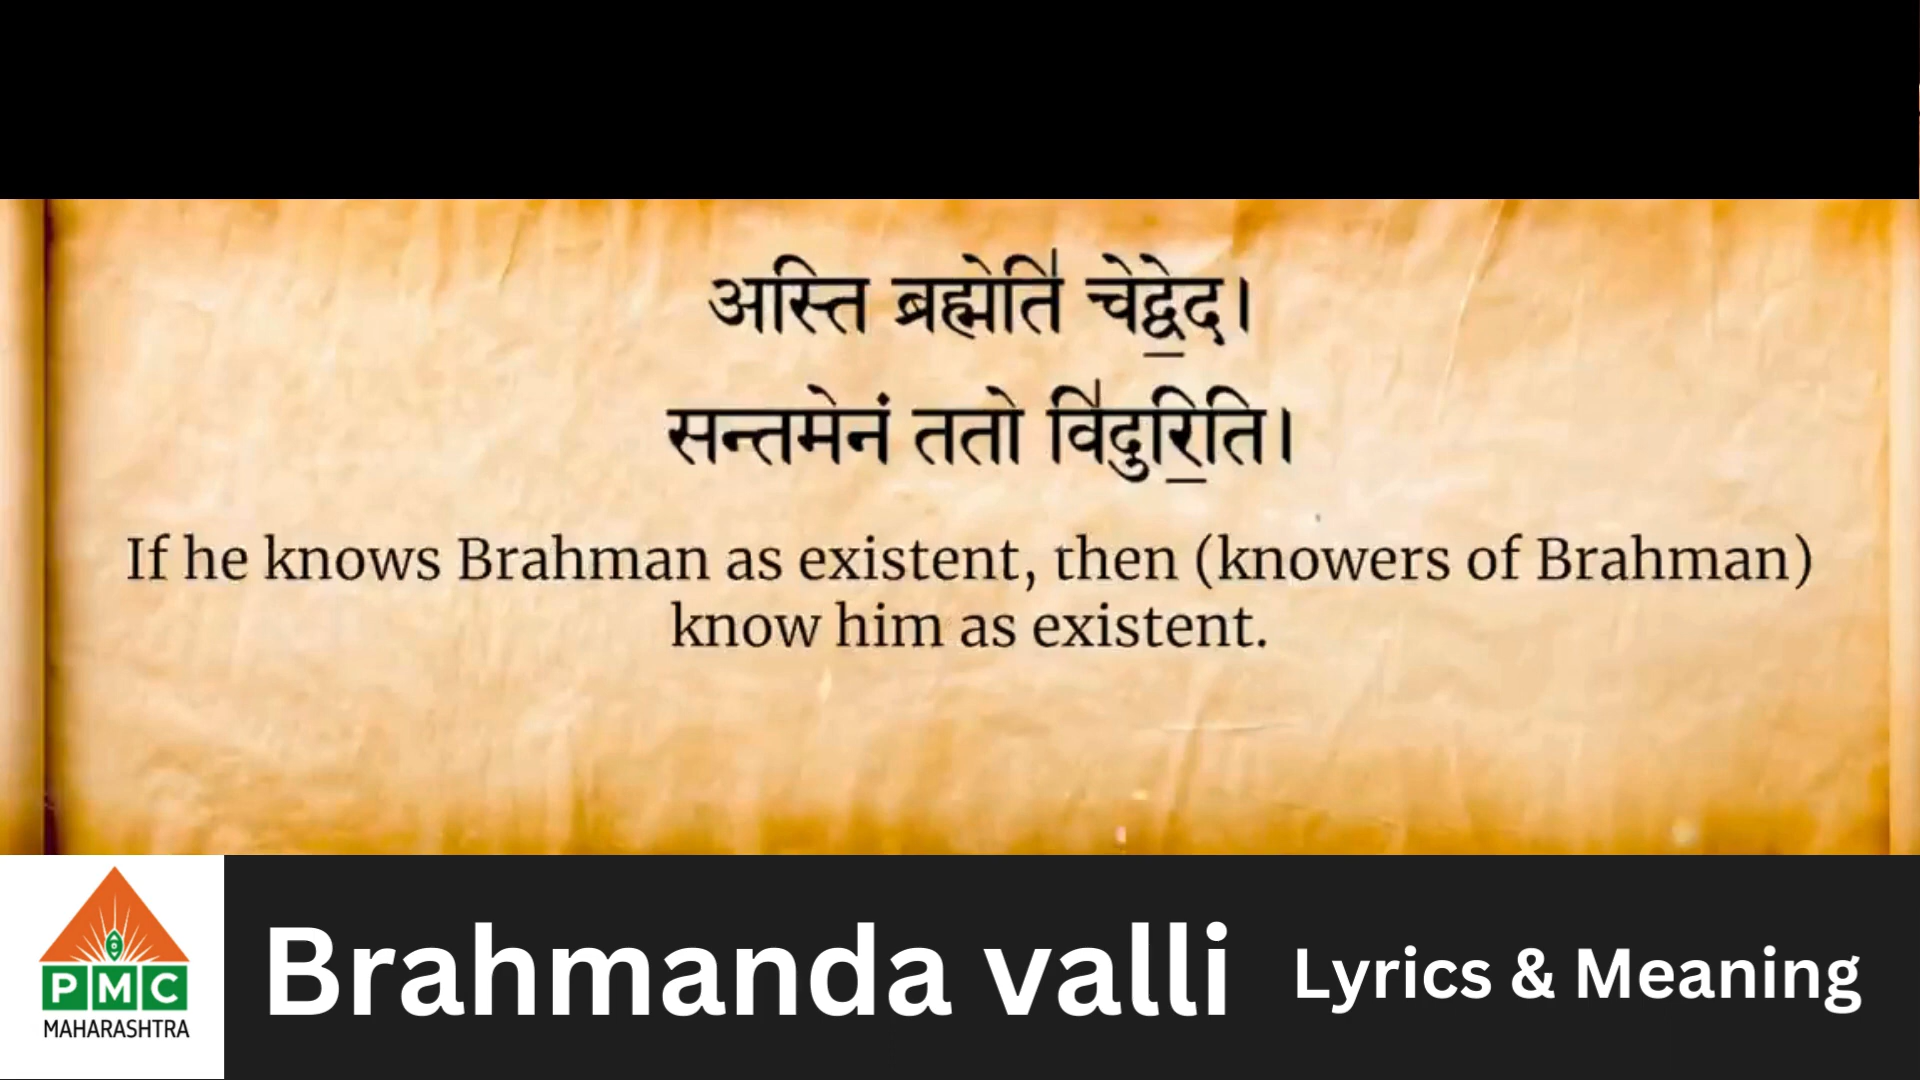 अस्ति ब्रह्मेति॑ चेद्वे॒द।
सन्तमेनं ततो वि॑दुरि॒ति।
If he knows Brahman as existent, then (knowers of Brahman)
know him as existent.
PMC
MAHARASHTRA
Brahmanda valli
Lyrics & Meaning